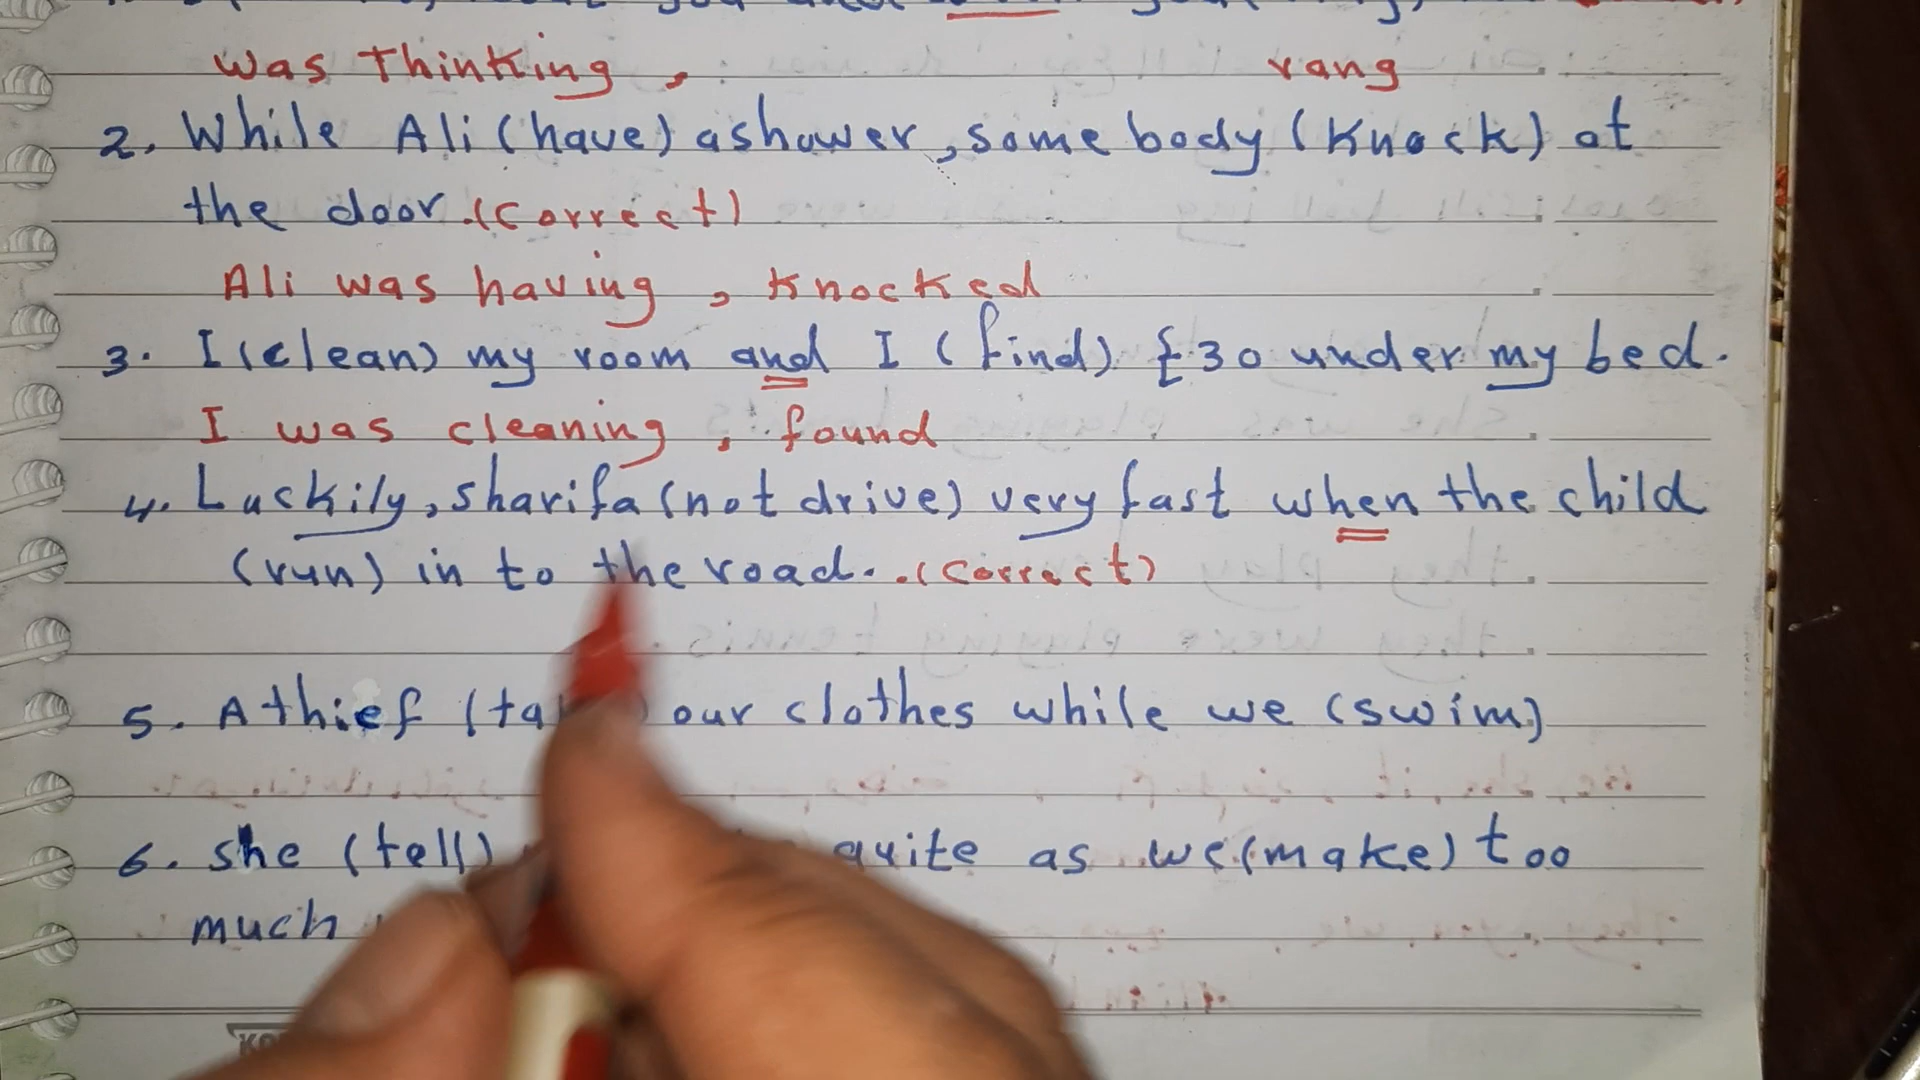 was Thinking , rang
2. While Ali (have) a shower, some body (Knock) at
the door. (Correct)
Ali was having , Knocked
3. I (clean) my room and I (find) £30 under my bed.
I was cleaning , found
4. Luckily, sharifa (not drive) very fast when the child
(run) in to the road. (Correct)
5. A thief our clothes while we (swim)
6. she (tell) quite as we (make) too
much